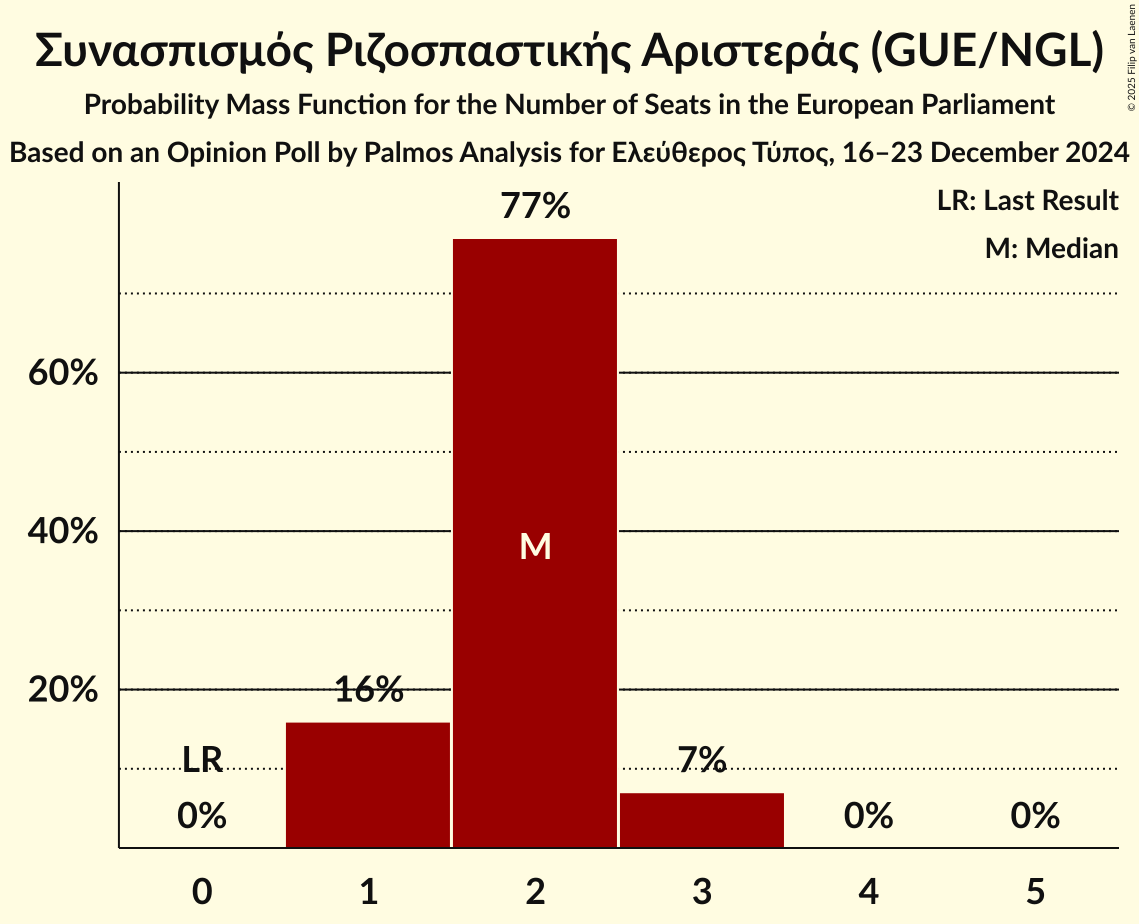 Συνασπισμός Ριζοσπαστικής Αριστεράς (GUE/NGL)
Probability Mass Function for the Number of Seats in the European Parliament
Based on an Opinion Poll by Palmos Analysis for Ελεύθερος Τύπος, 16–23 December 2024
© 2025 Filip van Laenen
LR: Last Result
M: Median
77%
60%
40%
M
20%
16%
LR
7%
0%
0%
0%
0 1 2 3 4 5